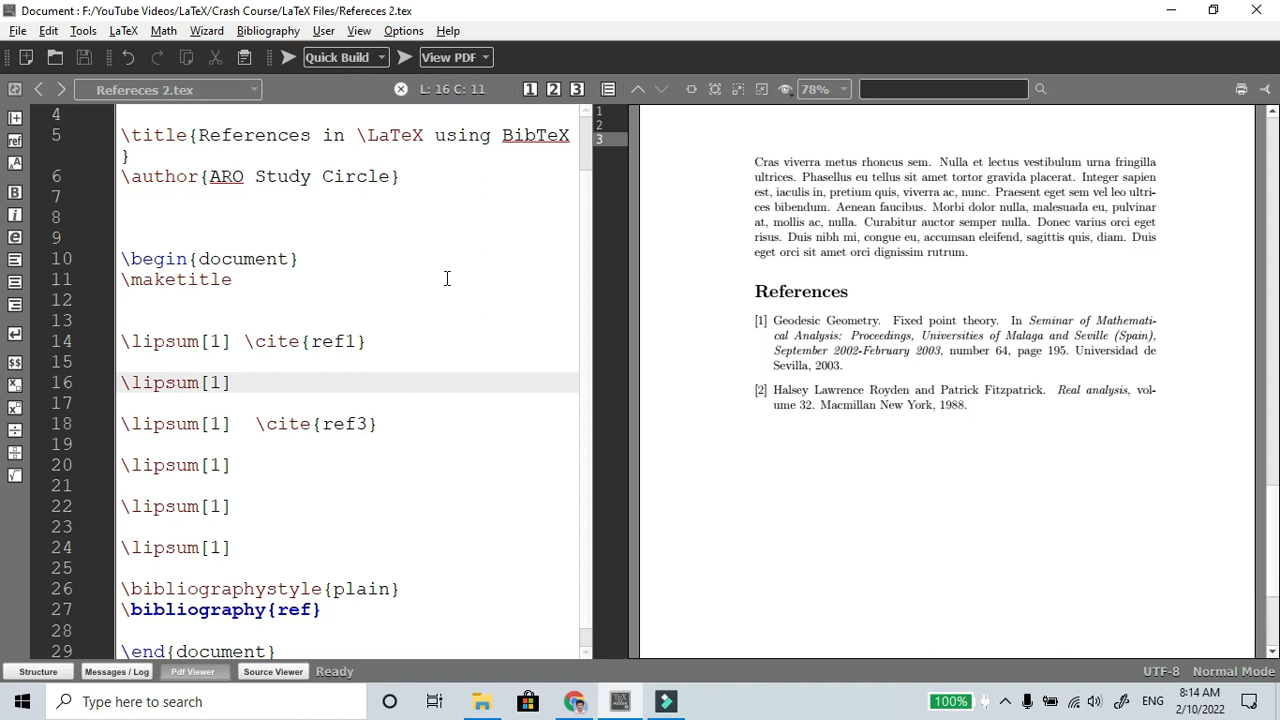 Document : F:/YouTube Videos/LaTeX/Crash Course/LaTeX Files/Refereces 2.tex
File Edit Tools LaTeX Math Wizard Bibliography User View Options Help
Quick Build View PDF
Refereces 2.tex L: 16 C: 11 1 2 3 78%
4
5 \title{References in \LaTeX using BibTeX
}
6 \author{ARO Study Circle}
7
8
9
10 \begin{document}
11 \maketitle
12
13
14 \lipsum[1] \cite{ref1}
15
16 \lipsum[1]
17
18 \lipsum[1] \cite{ref3}
19
20 \lipsum[1]
21
22 \lipsum[1]
23
24 \lipsum[1]
25
26 \bibliographystyle{plain}
27 \bibliography{ref}
28
29 \end{document}
1
2
3
Cras viverra metus rhoncus sem. Nulla et lectus vestibulum urna fringilla
ultrices. Phasellus eu tellus sit amet tortor gravida placerat. Integer sapien
est, iaculis in, pretium quis, viverra ac, nunc. Praesent eget sem vel leo ultri-
ces bibendum. Aenean faucibus. Morbi dolor nulla, malesuada eu, pulvinar
at, mollis ac, nulla. Curabitur auctor semper nulla. Donec varius orci eget
risus. Duis nibh mi, congue eu, accumsan eleifend, sagittis quis, diam. Duis
eget orci sit amet orci dignissim rutrum.
References
[1] Geodesic Geometry. Fixed point theory. In Seminar of Mathemati-
cal Analysis: Proceedings, Universities of Malaga and Seville (Spain),
September 2002-February 2003, number 64, page 195. Universidad de
Sevilla, 2003.
[2] Halsey Lawrence Royden and Patrick Fitzpatrick. Real analysis, vol-
ume 32. Macmillan New York, 1988.
Structure Messages / Log Pdf Viewer Source Viewer Ready UTF-8 Normal Mode
Type here to search 100% ENG 8:14 AM
2/10/2022